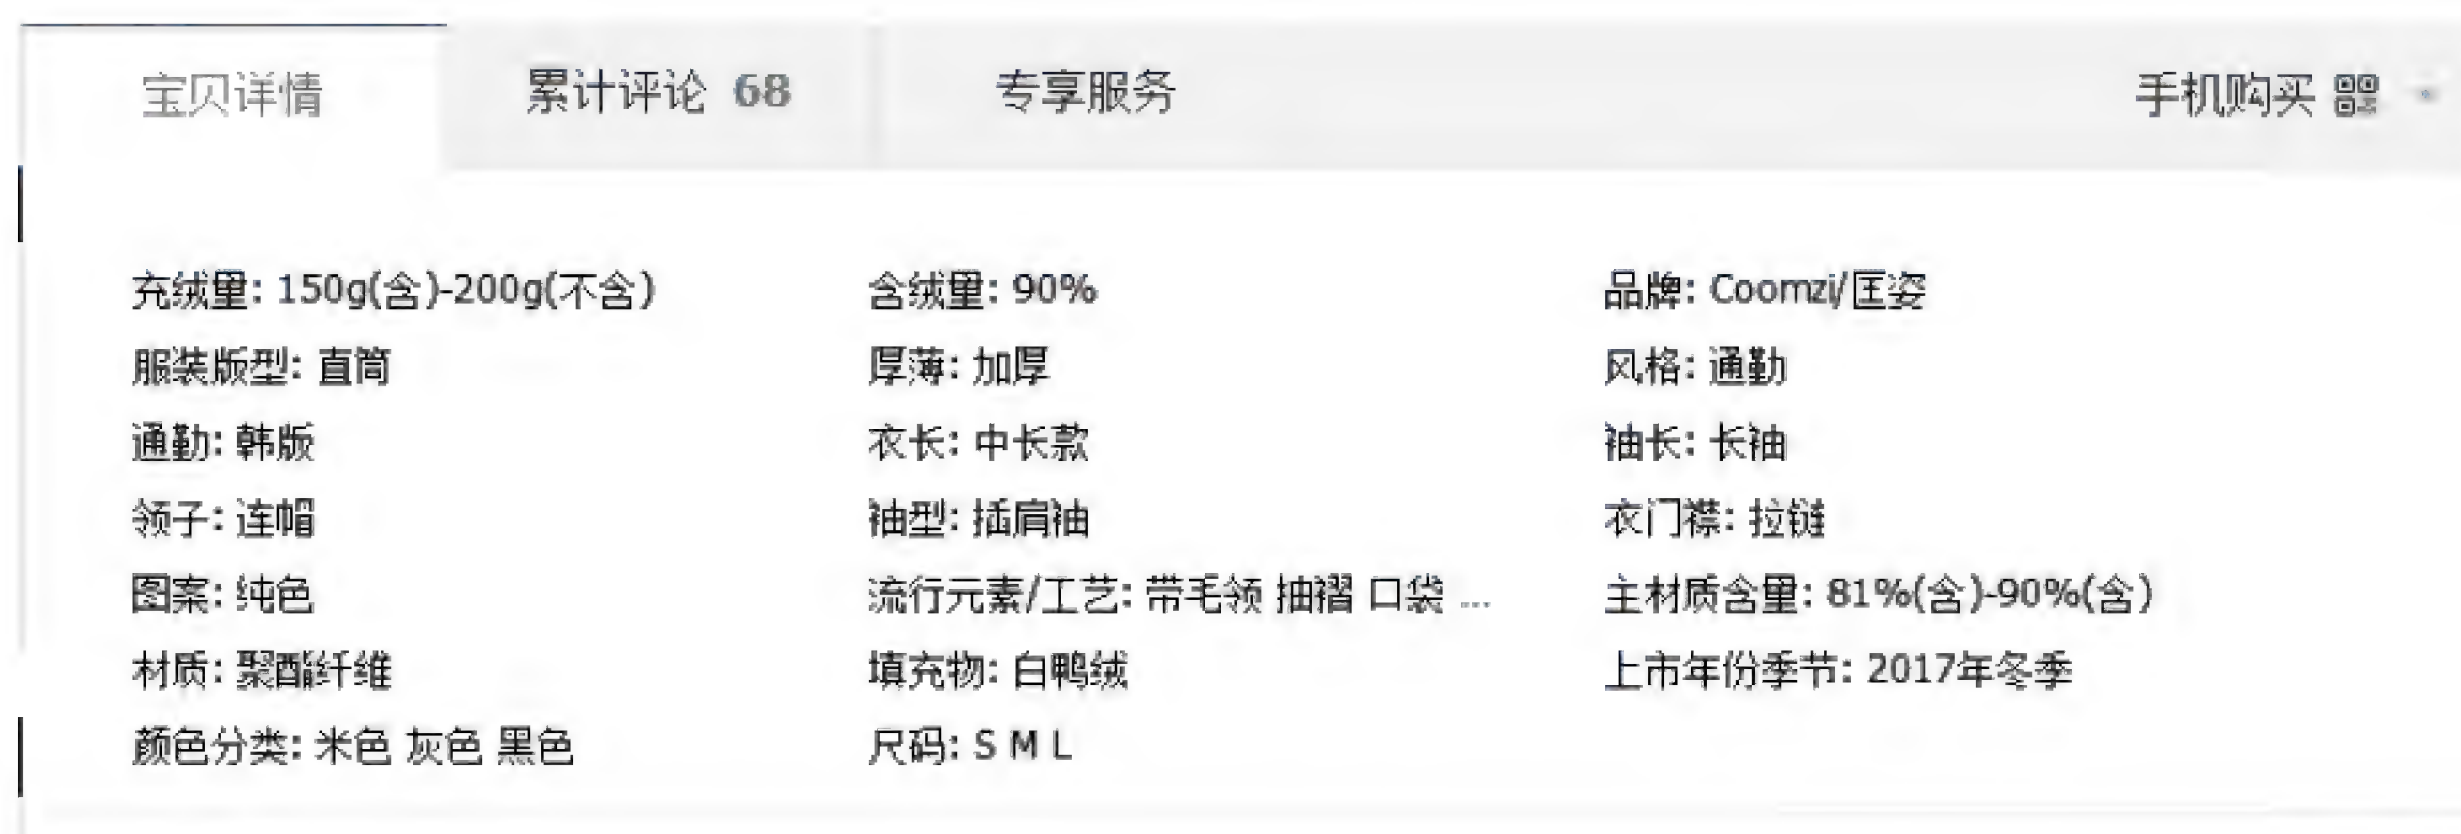 宝贝详情 累计评论 68 专享服务 手机购买
充绒量: 150g(含)-200g(不含) 含绒量: 90% 品牌: Coomzi/匡姿
服装版型: 直筒 厚薄: 加厚 风格: 通勤
通勤: 韩版 衣长: 中长款 袖长: 长袖
领子: 连帽 袖型: 插肩袖 衣门襟: 拉链
图案: 纯色 流行元素/工艺: 带毛领 抽褶 口袋 ... 主材质含量: 81%(含)-90%(含)
材质: 聚酯纤维 填充物: 白鸭绒 上市年份季节: 2017年冬季
颜色分类: 米色 灰色 黑色 尺码: S M L